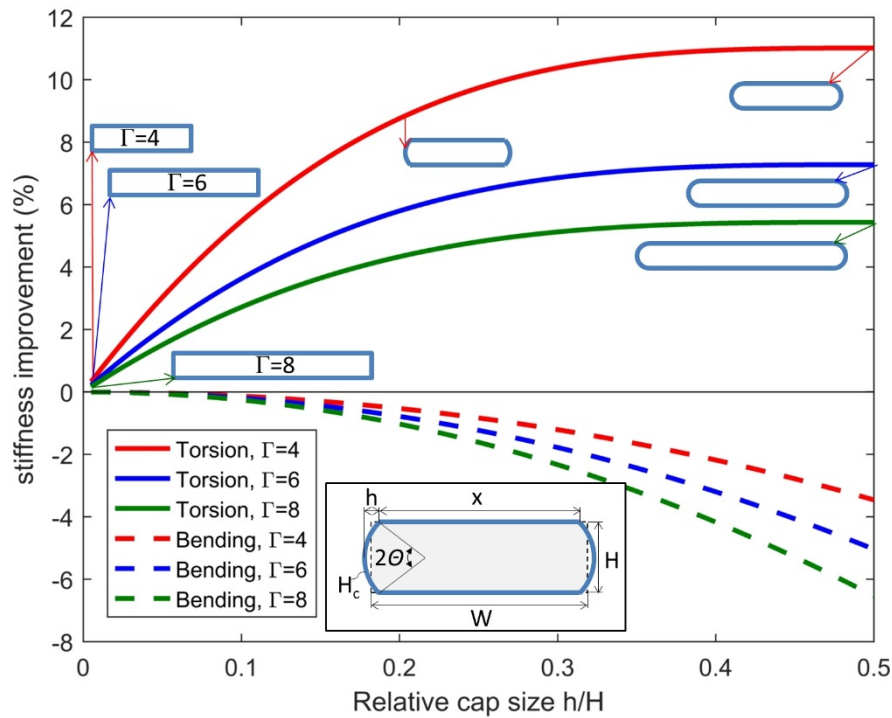 12
10
8
6
4
2
0
-2
-4
-6
-8
stiffness improvement (%)
Γ=4
Γ=6
Γ=8
Torsion, Γ=4
Torsion, Γ=6
Torsion, Γ=8
Bending, Γ=4
Bending, Γ=6
Bending, Γ=8
h
x
2Θ
H
Hc
W
0
0.1
0.2
0.3
0.4
0.5
Relative cap size h/H